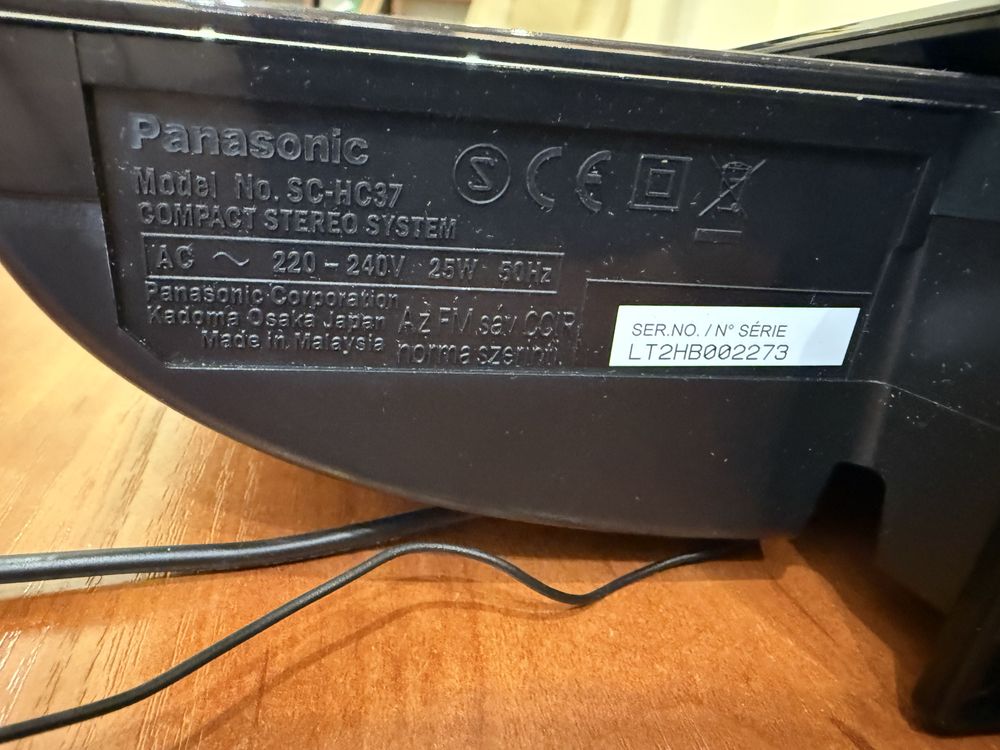 Panasonic
Model No. SC-HC37
COMPACT STEREO SYSTEM
AC ~ 220 – 240V 25W 50Hz
Panasonic Corporation
Kadoma Osaka Japan
Made in Malaysia
Az FM sáv CCIR
norma szerint.
SER.NO. / N° SÉRIE
LT2HB002273